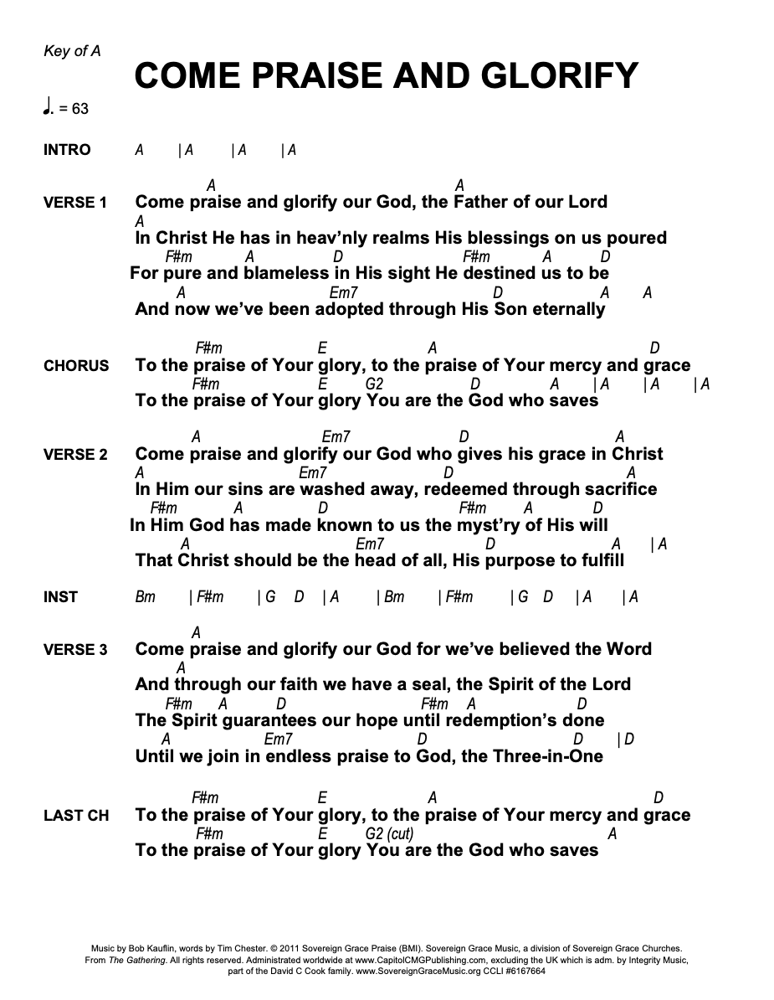 Key of A
COME PRAISE AND GLORIFY
♩. = 63
INTRO A | A | A | A
A A
VERSE 1 Come praise and glorify our God, the Father of our Lord
A
In Christ He has in heav’nly realms His blessings on us poured
F#m A D F#m A D
For pure and blameless in His sight He destined us to be
A Em7 D A A
And now we’ve been adopted through His Son eternally
F#m E A D
CHORUS To the praise of Your glory, to the praise of Your mercy and grace
F#m E G2 D A | A | A | A
To the praise of Your glory You are the God who saves
A Em7 D A
VERSE 2 Come praise and glorify our God who gives his grace in Christ
A Em7 D A
In Him our sins are washed away, redeemed through sacrifice
F#m A D F#m A D
In Him God has made known to us the myst’ry of His will
A Em7 D A | A
That Christ should be the head of all, His purpose to fulfill
INST Bm | F#m | G D | A | Bm | F#m | G D | A | A
A
VERSE 3 Come praise and glorify our God for we’ve believed the Word
A
And through our faith we have a seal, the Spirit of the Lord
F#m A D F#m A D
The Spirit guarantees our hope until redemption’s done
A Em7 D D | D
Until we join in endless praise to God, the Three-in-One
F#m E A D
LAST CH To the praise of Your glory, to the praise of Your mercy and grace
F#m E G2 (cut) A
To the praise of Your glory You are the God who saves
Music by Bob Kauflin, words by Tim Chester. © 2011 Sovereign Grace Praise (BMI). Sovereign Grace Music, a division of Sovereign Grace Churches.
From The Gathering. All rights reserved. Administrated worldwide at www.CapitolCMGPublishing.com, excluding the UK which is adm. by Integrity Music,
part of the David C Cook family. www.SovereignGraceMusic.org CCLI #6167664